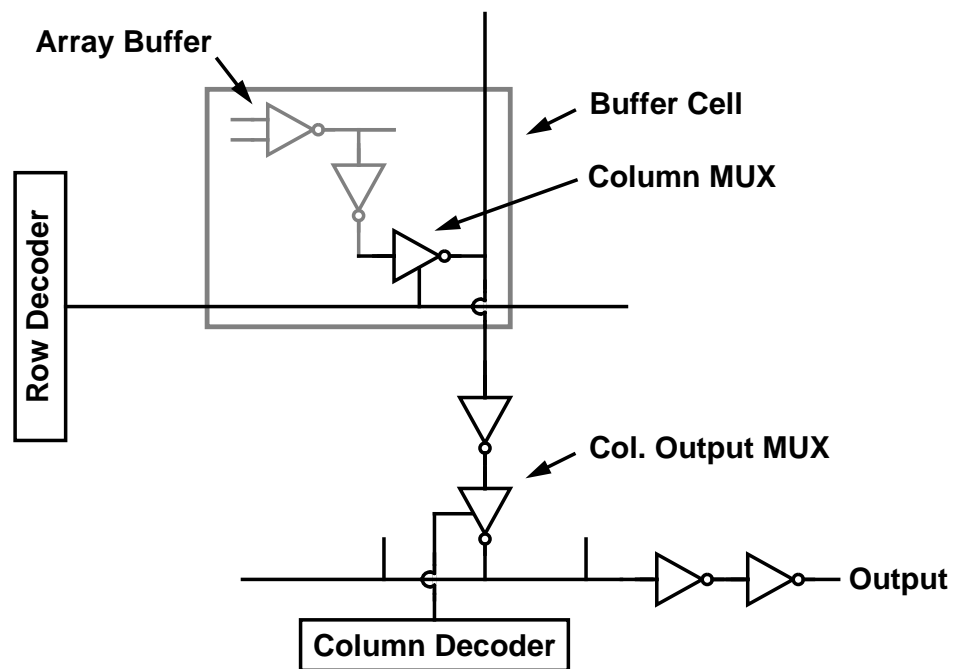 Array Buffer
Buffer Cell
Column MUX
Row Decoder
Col. Output MUX
Output
Column Decoder